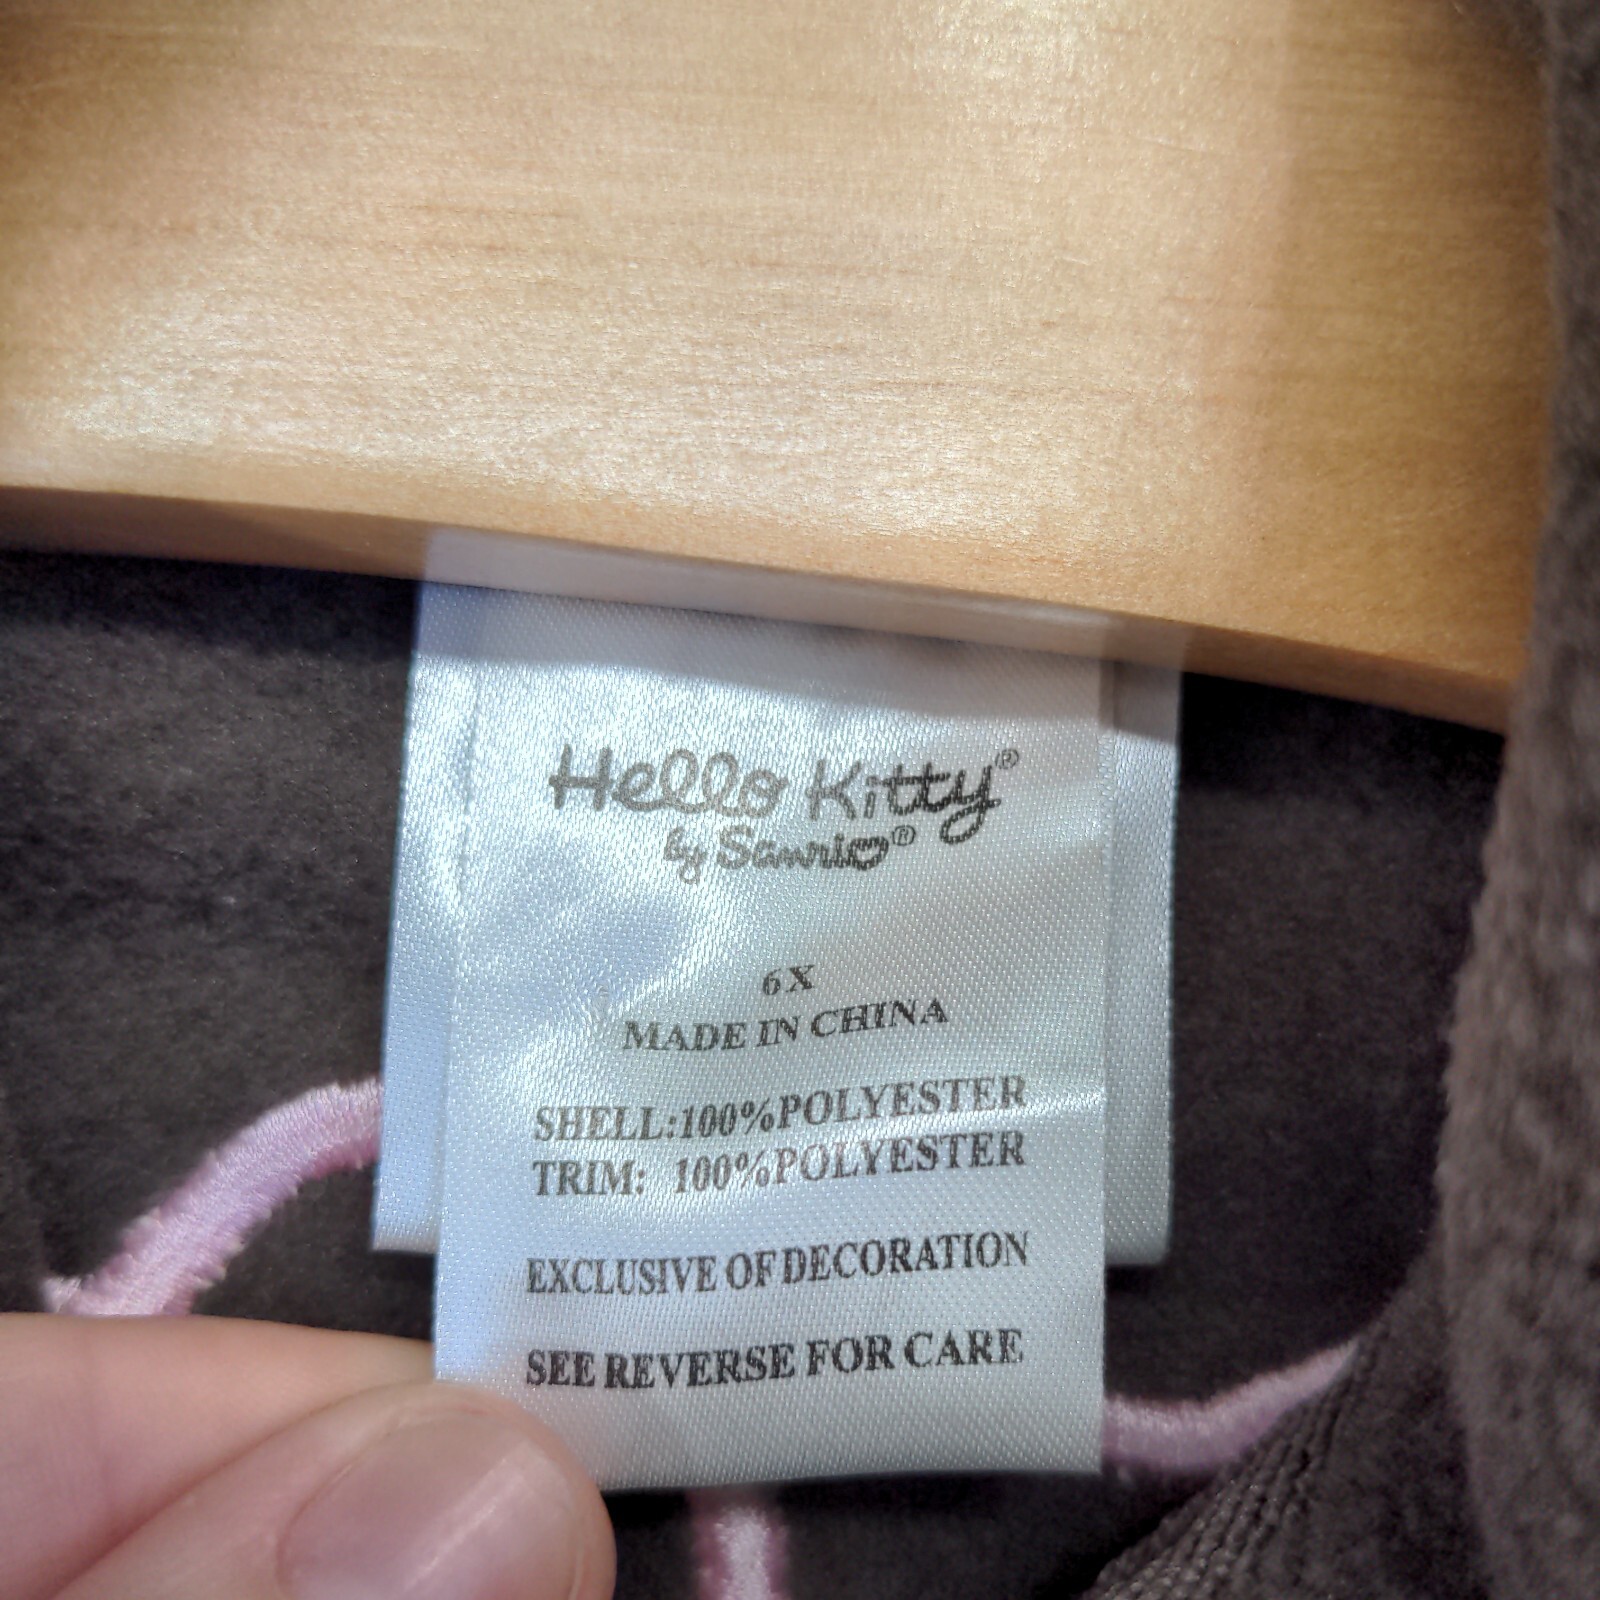 Hello Kitty®
by Sanrio®
6X
MADE IN CHINA
SHELL:100%POLYESTER
TRIM: 100%POLYESTER
EXCLUSIVE OF DECORATION
SEE REVERSE FOR CARE